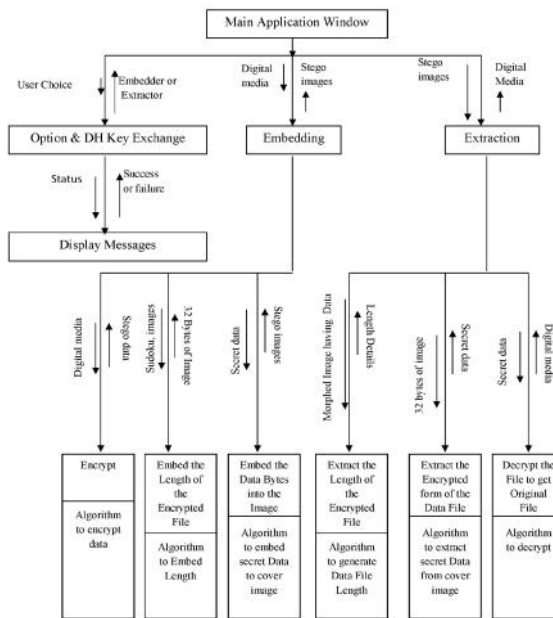 Main Application Window
User Choice
Embedder or
Extractor
Digital
media
Stego
images
Stego
images
Digital
Media
Option & DH Key Exchange
Embedding
Extraction
Status
Success
or failure
Display Messages
Digital media
Stego data
Sudoku, images
32 Bytes of
Image
Secret data
Stego images
Morphed Image having Data
Length
Details
32 bytes of image
Secret
data
Secret data
Digital media
Encrypt
Algorithm
to encrypt
data
Embed the
Length of
the
Encrypted
File
Algorithm
to Embed
Length
Embed the
Data Bytes
into the
Image
Algorithm
to embed
secret Data
to cover
image
Extract the
Length of
the
Encrypted
File
Algorithm
to generate
Data File
Length
Extract the
Encrypted
form of the
Data File
Algorithm
to extract
secret Data
from cover
image
Decrypt the
File to get
Original
File
Algorithm
to decrypt